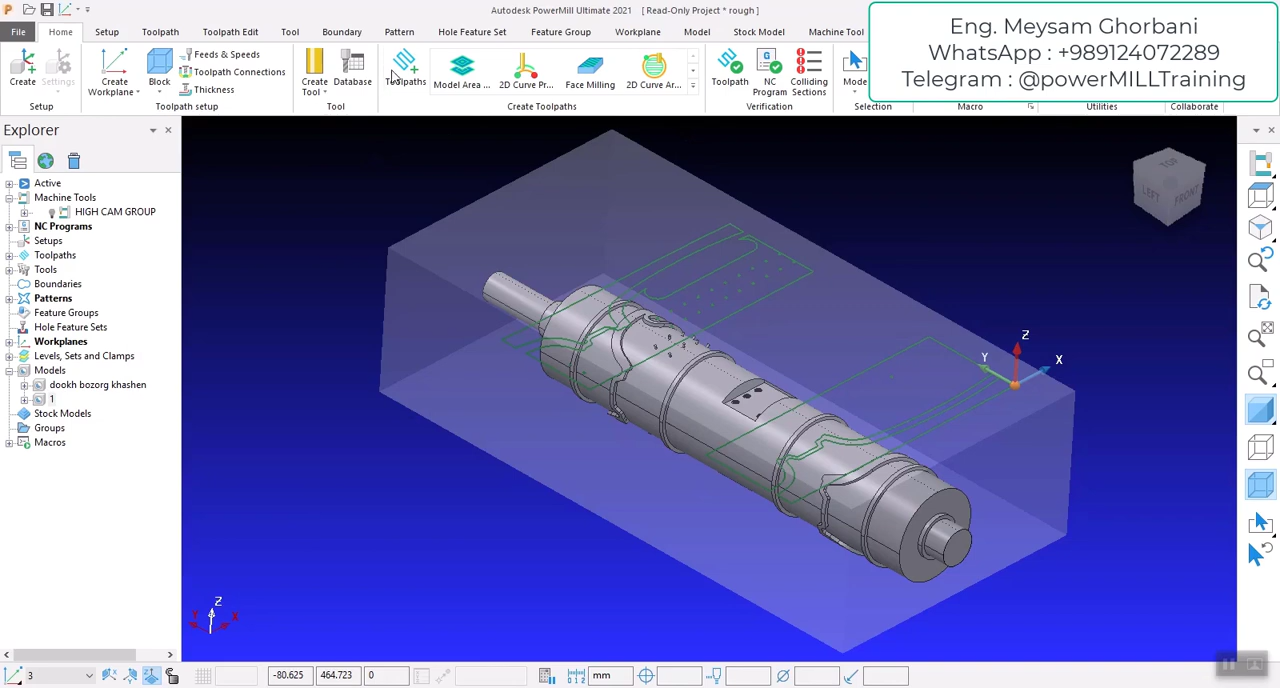 Autodesk PowerMill Ultimate 2021 [ Read-Only Project * rough ]
Eng. Meysam Ghorbani
WhatsApp : +989124072289
Telegram : @powerMILLTraining
File Home Setup Toolpath Toolpath Edit Tool Boundary Pattern Hole Feature Set Feature Group Workplane Model Stock Model Machine Tool
Create
Settings
Create
Workplane
Block
Feeds & Speeds
Toolpath Connections
Thickness
Create
Tool
Database
Toolpaths
Model Area ...
2D Curve Pr...
Face Milling
2D Curve Ar...
Toolpath
NC
Program
Colliding
Sections
Mode
Setup Toolpath setup Tool Create Toolpaths Verification Selection Macro Utilities Collaborate
Explorer
Active
Machine Tools
HIGH CAM GROUP
NC Programs
Setups
Toolpaths
Tools
Boundaries
Patterns
Feature Groups
Hole Feature Sets
Workplanes
Levels, Sets and Clamps
Models
dookh bozorg khashen
1
Stock Models
Groups
Macros
TOP
LEFT
FRONT
Z
Y
X
Z
Y
X
3
-80.625 464.723 0 mm